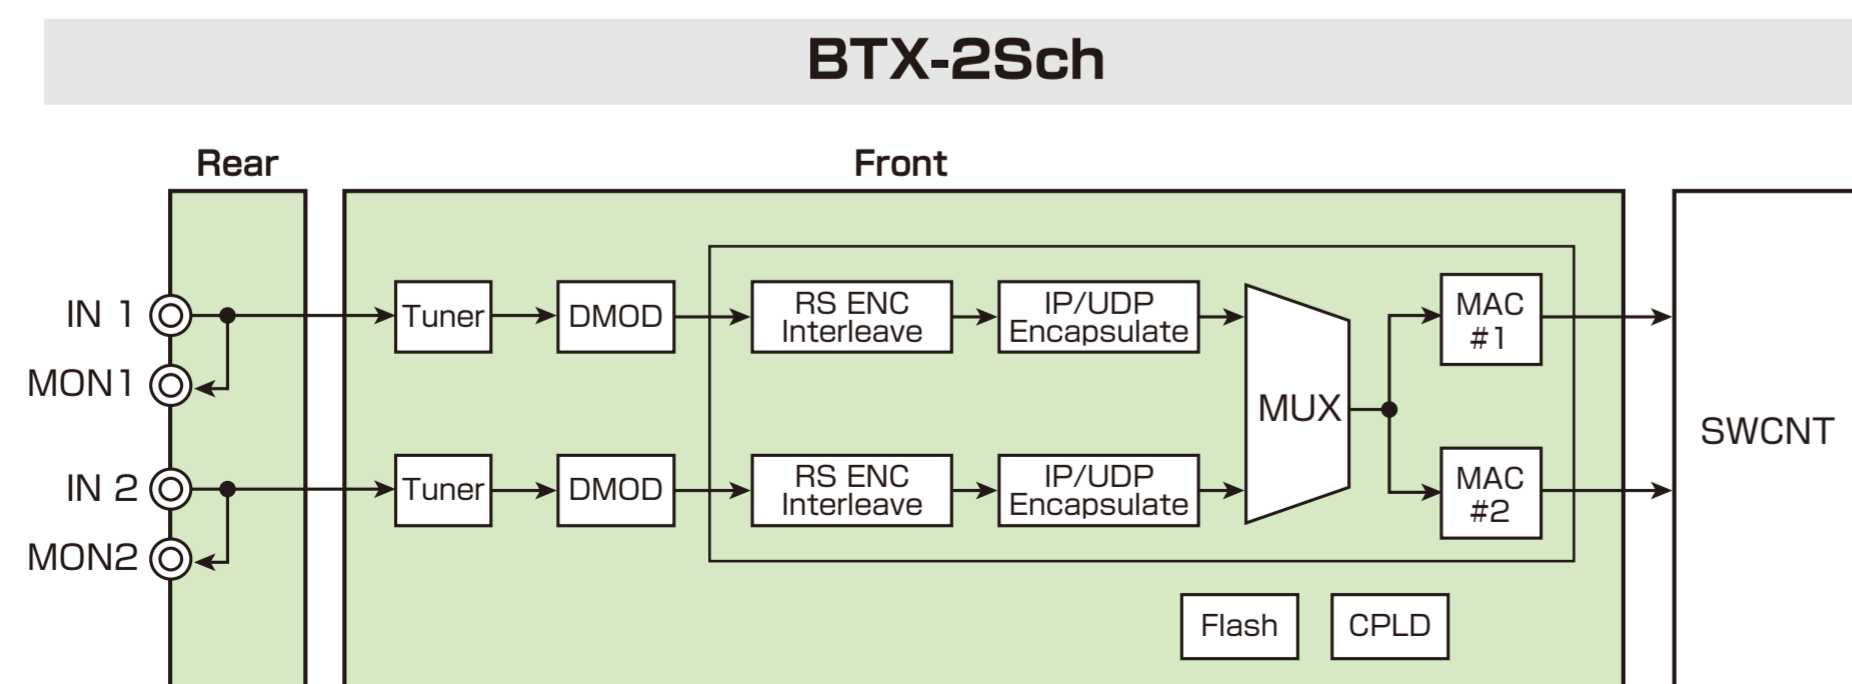 BTX-2Sch
Rear
Front
IN 1
Tuner
DMOD
RS ENC
Interleave
IP/UDP
Encapsulate
MAC
#1
MON1
MUX
SWCNT
IN 2
Tuner
DMOD
RS ENC
Interleave
IP/UDP
Encapsulate
MAC
#2
MON2
Flash
CPLD